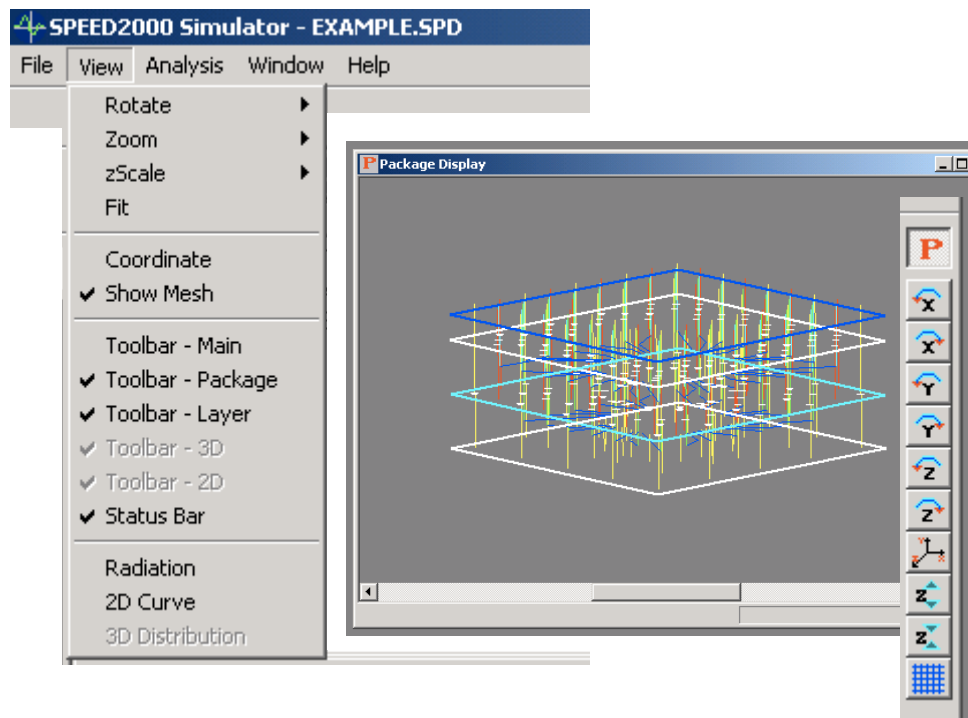 SPEED2000 Simulator - EXAMPLE.SPD
File View Analysis Window Help
Rotate
Zoom
zScale
Fit
Coordinate
Show Mesh
Toolbar - Main
Toolbar - Package
Toolbar - Layer
Toolbar - 3D
Toolbar - 2D
Status Bar
Radiation
2D Curve
3D Distribution
P Package Display
P
X
X
Y
Y
Z
Z
Y X Z
Z
Z